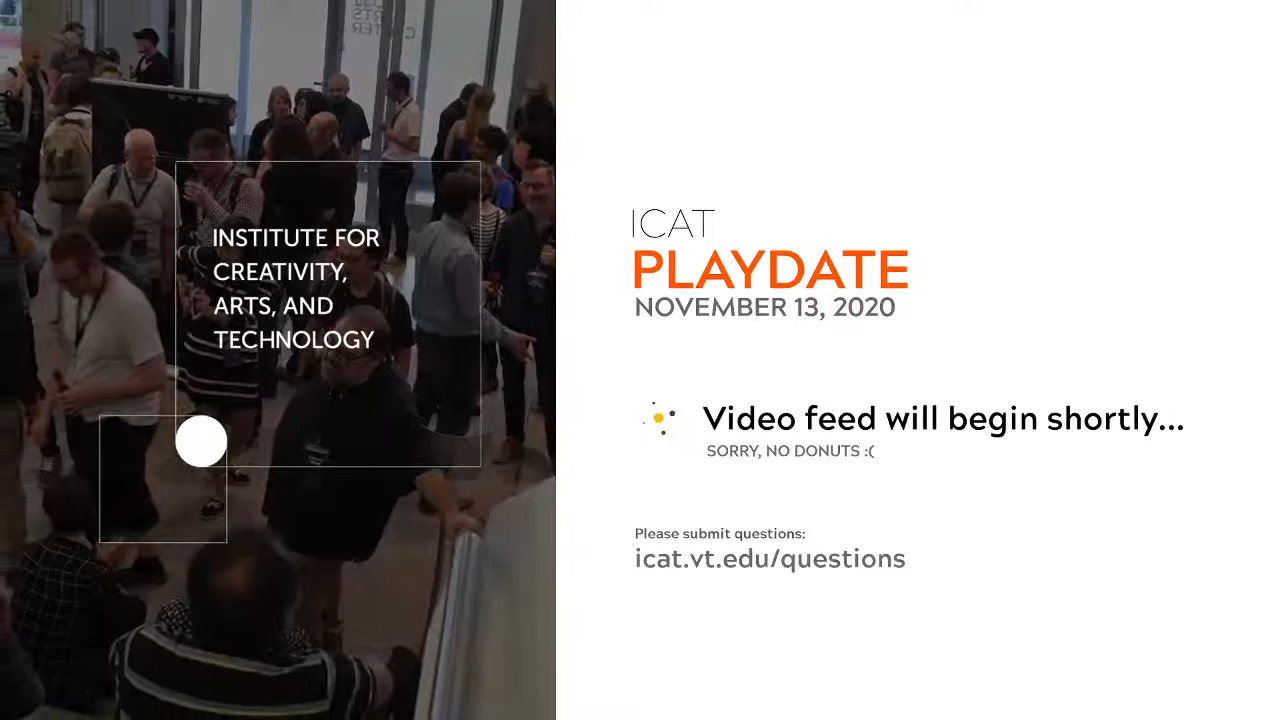 INSTITUTE FOR
CREATIVITY,
ARTS, AND
TECHNOLOGY
ICAT
PLAYDATE
NOVEMBER 13, 2020
Video feed will begin shortly...
SORRY, NO DONUTS :(
Please submit questions:
icat.vt.edu/questions